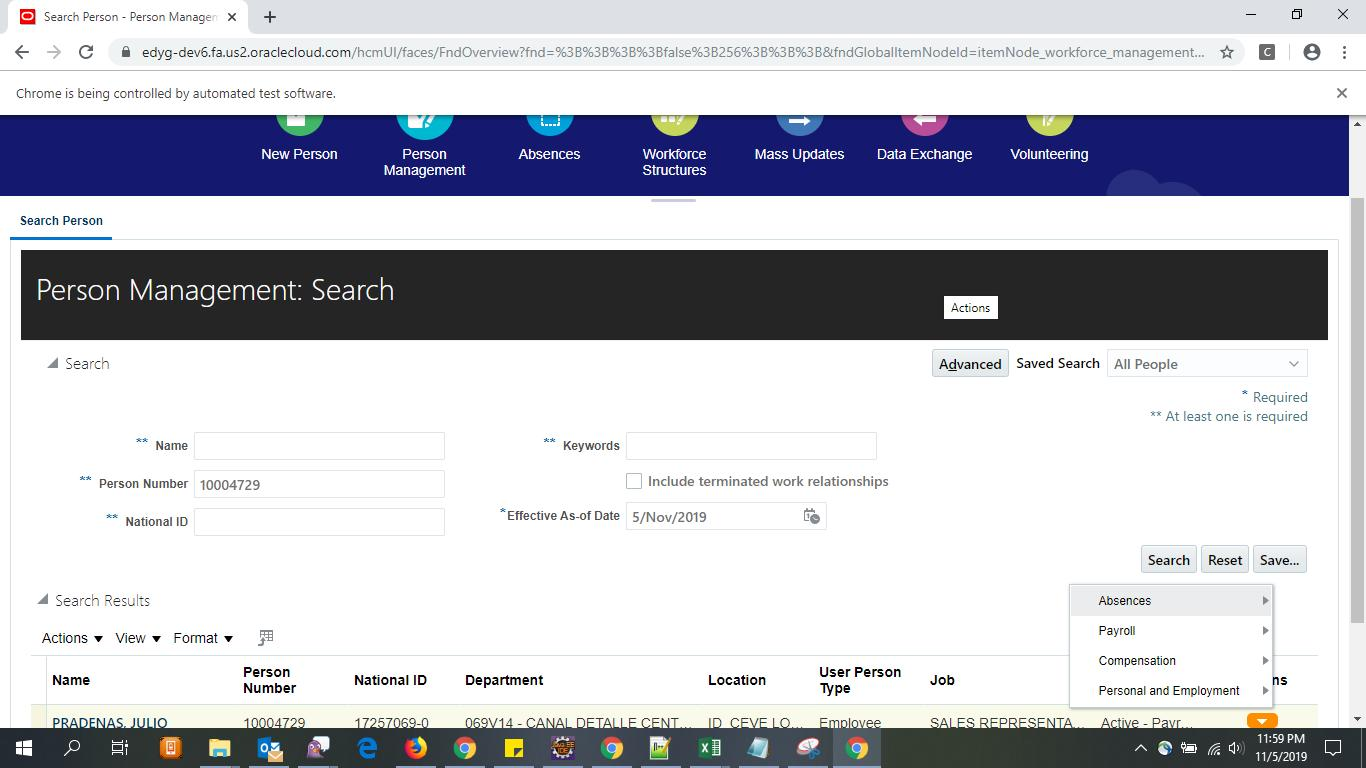 Search Person - Person Managem
edyg-dev6.fa.us2.oraclecloud.com/hcmUI/faces/FndOverview?fnd=%3B%3B%3B%3Bfalse%3B256%3B%3B%3B&fndGlobalItemNodeId=itemNode_workforce_management...
Chrome is being controlled by automated test software.
New Person
Person Management
Absences
Workforce Structures
Mass Updates
Data Exchange
Volunteering
Search Person
Person Management: Search
Actions
Search
Advanced Saved Search All People
* Required
** At least one is required
** Name
** Keywords
** Person Number 10004729
Include terminated work relationships
** National ID
*Effective As-of Date 5/Nov/2019
Search Reset Save...
Search Results
Absences
Payroll
Compensation
Personal and Employment
Actions View Format
Name Person Number National ID Department Location User Person Type Job ns
PRADENAS, JULIO 10004729 17257069-0 069V14 - CANAL DETALLE CENT... ID_CEVE LO... Employee SALES REPRESENTA... Active - Payr...
11:59 PM
11/5/2019